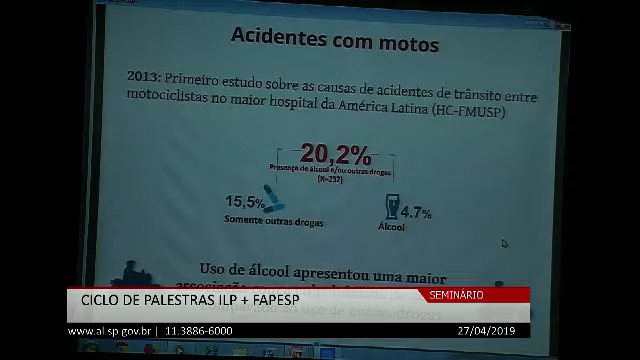 Acidentes com motos
2013: Primeiro estudo sobre as causas de acidentes de trânsito entre
motociclistas no maior hospital da América Latina (HC-FMUSP)
20,2%
Presença de álcool e/ou outras drogas
(N=232)
15,5%
Somente outras drogas
4.7%
Álcool
Uso de álcool apresentou uma maior
SEMINÁRIO
CICLO DE PALESTRAS ILP + FAPESP
www.al.sp.gov.br | 11.3886-6000
27/04/2019